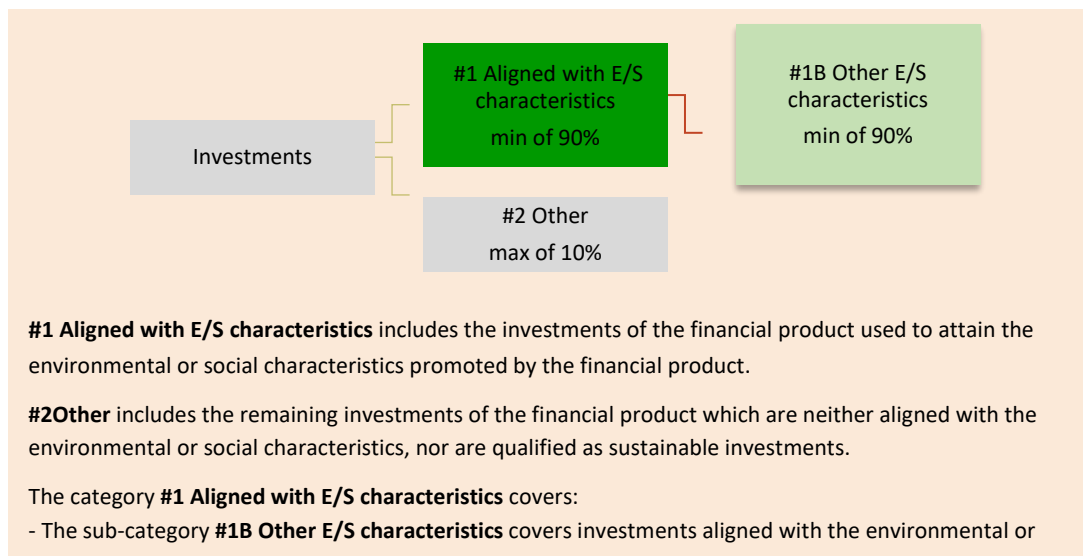 #1 Aligned with E/S
characteristics
min of 90%
#1B Other E/S
characteristics
min of 90%
Investments
#2 Other
max of 10%
#1 Aligned with E/S characteristics includes the investments of the financial product used to attain the
environmental or social characteristics promoted by the financial product.
#2Other includes the remaining investments of the financial product which are neither aligned with the
environmental or social characteristics, nor are qualified as sustainable investments.
The category #1 Aligned with E/S characteristics covers:
- The sub-category #1B Other E/S characteristics covers investments aligned with the environmental or